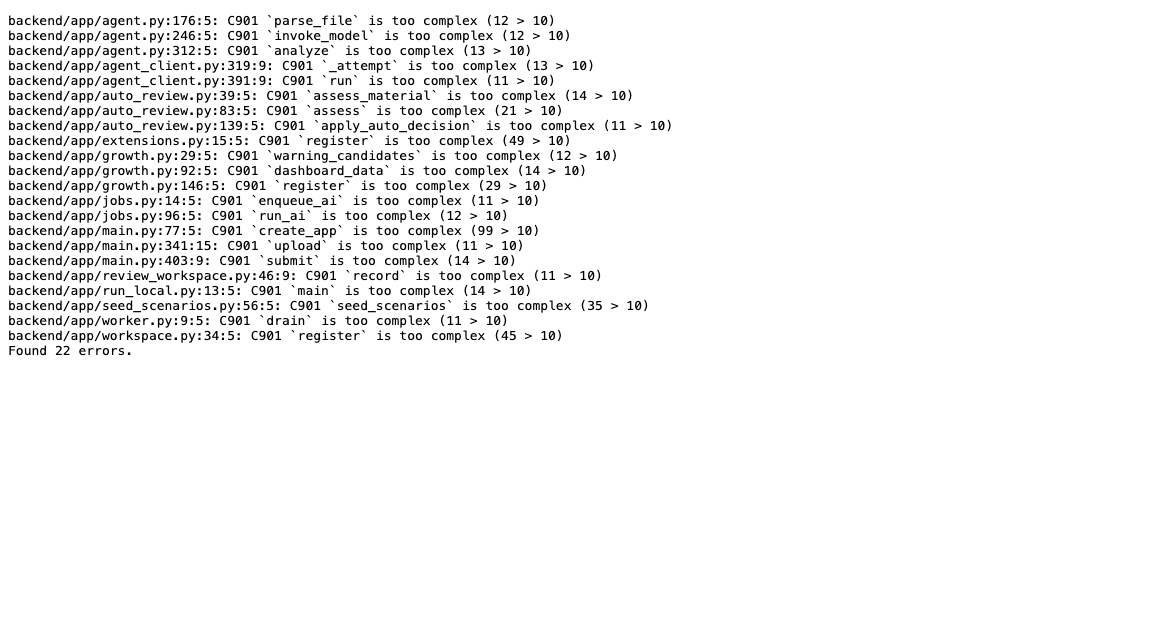 backend/app/agent.py:176:5: C901 `parse_file` is too complex (12 > 10)
backend/app/agent.py:246:5: C901 `invoke_model` is too complex (12 > 10)
backend/app/agent.py:312:5: C901 `analyze` is too complex (13 > 10)
backend/app/agent_client.py:319:9: C901 `_attempt` is too complex (13 > 10)
backend/app/agent_client.py:391:9: C901 `run` is too complex (11 > 10)
backend/app/auto_review.py:39:5: C901 `assess_material` is too complex (14 > 10)
backend/app/auto_review.py:83:5: C901 `assess` is too complex (21 > 10)
backend/app/auto_review.py:139:5: C901 `apply_auto_decision` is too complex (11 > 10)
backend/app/extensions.py:15:5: C901 `register` is too complex (49 > 10)
backend/app/growth.py:29:5: C901 `warning_candidates` is too complex (12 > 10)
backend/app/growth.py:92:5: C901 `dashboard_data` is too complex (14 > 10)
backend/app/growth.py:146:5: C901 `register` is too complex (29 > 10)
backend/app/jobs.py:14:5: C901 `enqueue_ai` is too complex (11 > 10)
backend/app/jobs.py:96:5: C901 `run_ai` is too complex (12 > 10)
backend/app/main.py:77:5: C901 `create_app` is too complex (99 > 10)
backend/app/main.py:341:15: C901 `upload` is too complex (11 > 10)
backend/app/main.py:403:9: C901 `submit` is too complex (14 > 10)
backend/app/review_workspace.py:46:9: C901 `record` is too complex (11 > 10)
backend/app/run_local.py:13:5: C901 `main` is too complex (14 > 10)
backend/app/seed_scenarios.py:56:5: C901 `seed_scenarios` is too complex (35 > 10)
backend/app/worker.py:9:5: C901 `drain` is too complex (11 > 10)
backend/app/workspace.py:34:5: C901 `register` is too complex (45 > 10)
Found 22 errors.